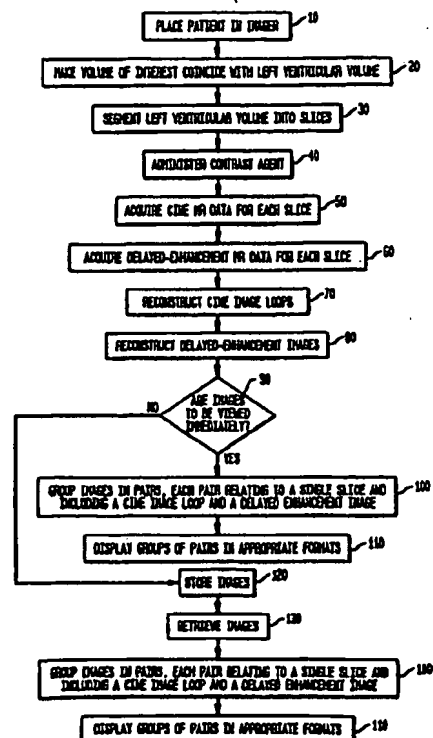 PLACE PATIENT IN IMAGER
10
MAKE VOLUME OF INTEREST COINCIDE WITH LEFT VENTRICULAR VOLUME
20
SEGMENT LEFT VENTRICULAR VOLUME INTO SLICES
30
ADMINISTER CONTRAST AGENT
40
ACQUIRE CINE MR DATA FOR EACH SLICE
50
ACQUIRE DELAYED-ENHANCEMENT MR DATA FOR EACH SLICE
60
RECONSTRUCT CINE IMAGE LOOPS
70
RECONSTRUCT DELAYED-ENHANCEMENT IMAGES
80
90
ARE IMAGES
TO BE VIEWED
IMMEDIATELY?
NO
YES
GROUP IMAGES IN PAIRS, EACH PAIR RELATING TO A SINGLE SLICE AND
INCLUDING A CINE IMAGE LOOP AND A DELAYED ENHANCEMENT IMAGE
100
DISPLAY GROUPS OF PAIRS IN APPROPRIATE FORMATS
110
STORE IMAGES
120
RETRIEVE IMAGES
130
GROUP IMAGES IN PAIRS, EACH PAIR RELATING TO A SINGLE SLICE AND
INCLUDING A CINE IMAGE LOOP AND A DELAYED ENHANCEMENT IMAGE
100
DISPLAY GROUPS OF PAIRS IN APPROPRIATE FORMATS
110